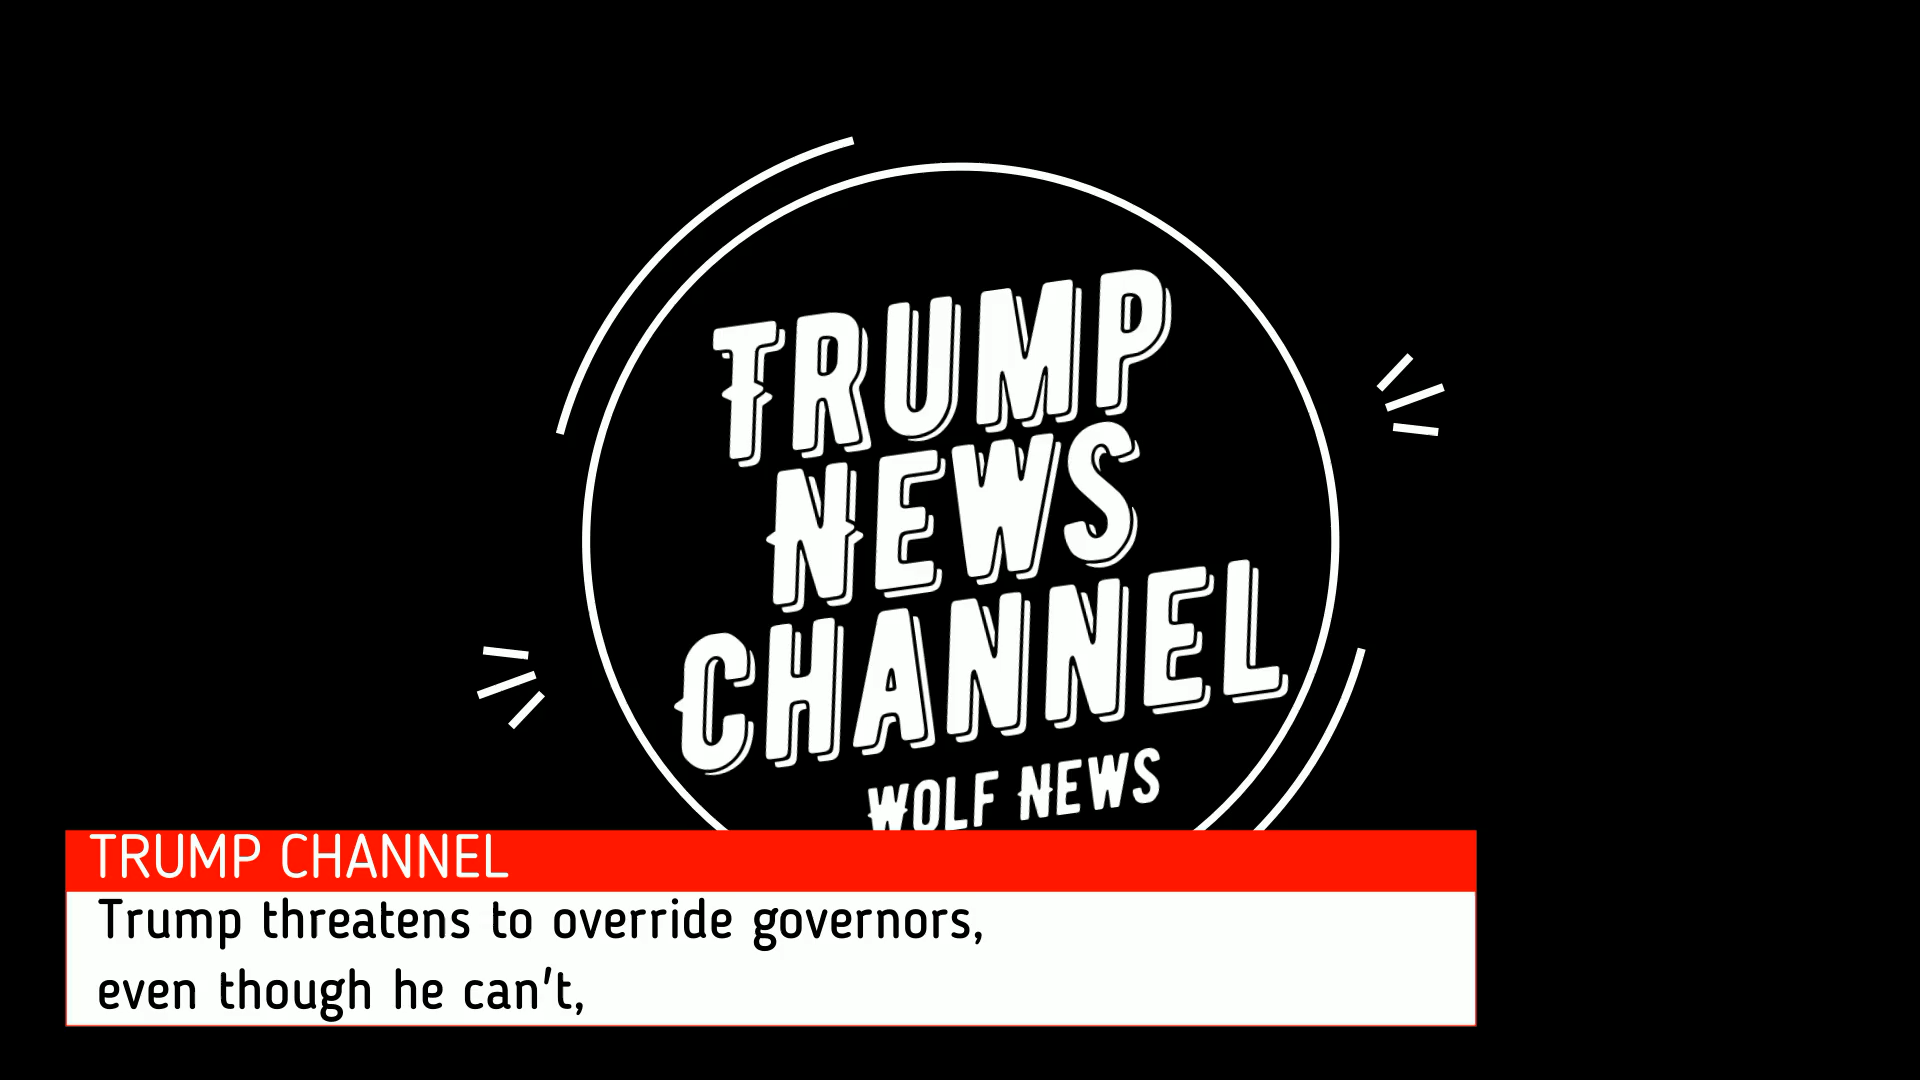 TRUMP
NEWS
CHANNEL
WOLF NEWS
TRUMP CHANNEL
Trump threatens to override governors,
even though he can't,